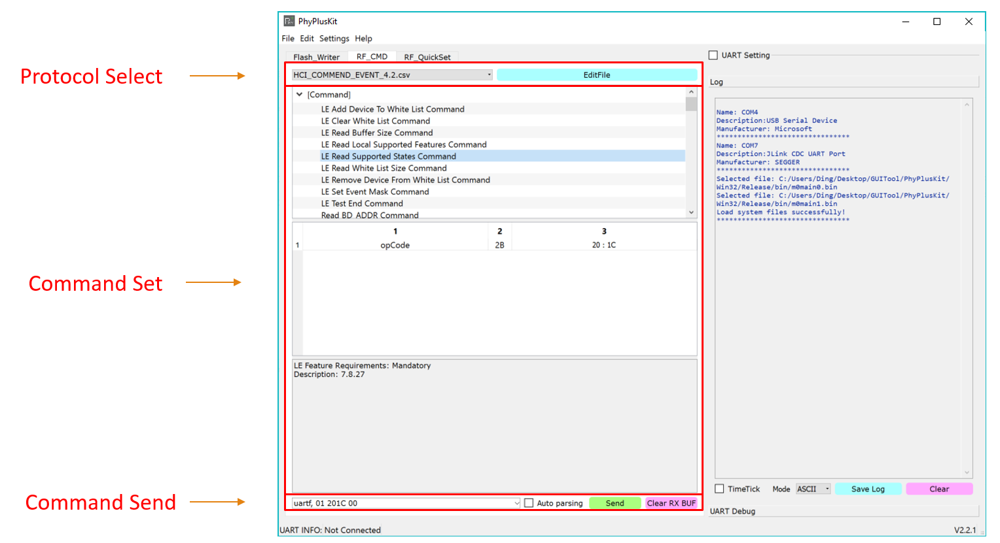 PhyPlusKit
File Edit Settings Help
Flash_Writer RF_CMD RF_QuickSet
Protocol Select
HCI_COMMEND_EVENT_4.2.csv EditFile
[Command]
LE Add Device To White List Command
LE Clear White List Command
LE Read Buffer Size Command
LE Read Local Supported Features Command
LE Read Supported States Command
LE Read White List Size Command
LE Remove Device From White List Command
LE Set Event Mask Command
LE Test End Command
Read BD_ADDR Command
1 2 3
1 opCode 2B 20 : 1C
Command Set
LE Feature Requirements: Mandatory
Description: 7.8.27
Command Send
uartf, 01 201C 00 Auto parsing Send Clear RX BUF
UART INFO: Not Connected
UART Setting
Log
Name: COM4
Description:USB Serial Device
Manufacturer: Microsoft
********************************
Name: COM7
Description:JLink CDC UART Port
Manufacturer: SEGGER
********************************
Selected file: C:/Users/Ding/Desktop/GUITool/PhyPlusKit/
Win32/Release/bin/m0main0.bin
Selected file: C:/Users/Ding/Desktop/GUITool/PhyPlusKit/
Win32/Release/bin/m0main1.bin
Load system files successfully!
********************************
TimeTick Mode ASCII Save Log Clear
UART Debug
V2.2.1